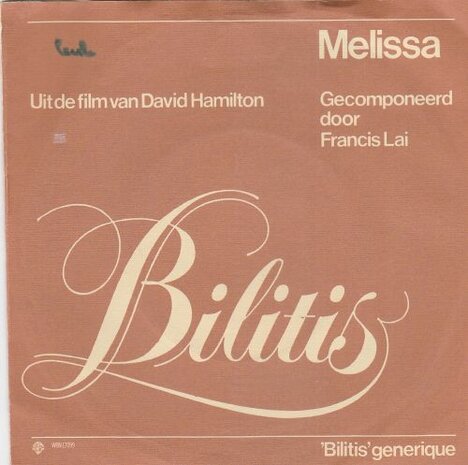 Melissa
Uit de film van David Hamilton
Gecomponeerd
door
Francis Lai
Bilitis
'Bilitis' generique